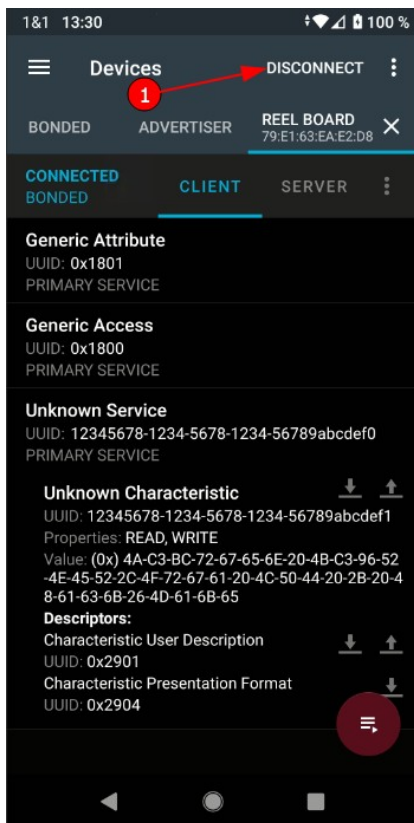 1&1 13:30 100 %
Devices DISCONNECT
1
BONDED ADVERTISER REEL BOARD
79:E1:63:EA:E2:D8
CONNECTED
BONDED CLIENT SERVER
Generic Attribute
UUID: 0x1801
PRIMARY SERVICE
Generic Access
UUID: 0x1800
PRIMARY SERVICE
Unknown Service
UUID: 12345678-1234-5678-1234-56789abcdef0
PRIMARY SERVICE
Unknown Characteristic
UUID: 12345678-1234-5678-1234-56789abcdef1
Properties: READ, WRITE
Value: (0x) 4A-C3-BC-72-67-65-6E-20-4B-C3-96-52
-4E-45-52-2C-4F-72-67-61-20-4C-50-44-20-2B-20-4
8-61-63-6B-26-4D-61-6B-65
Descriptors:
Characteristic User Description
UUID: 0x2901
Characteristic Presentation Format
UUID: 0x2904